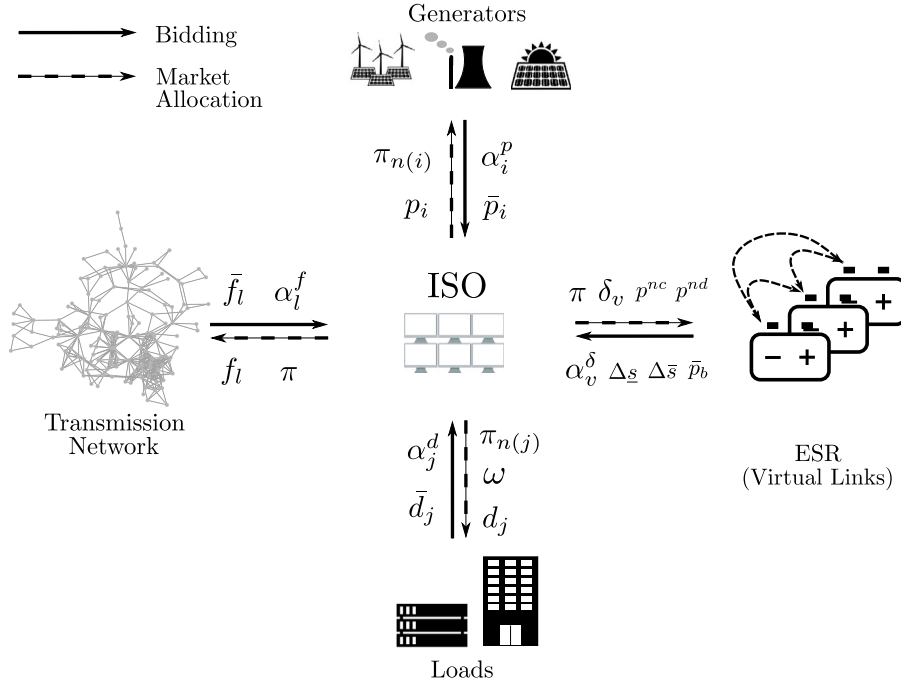 Generators
Bidding
Market
Allocation
π_{n(i)} α_i^p
p_i p̄_i
ISO
f̄_l α_l^f
f_l π
π δ_v p^{nc} p^{nd}
α_v^δ Δs̲ Δs̄ p̄_b
− +
+
+
Transmission
Network
α_j^d π_{n(j)}
ω
d̄_j d_j
ESR
(Virtual Links)
Loads